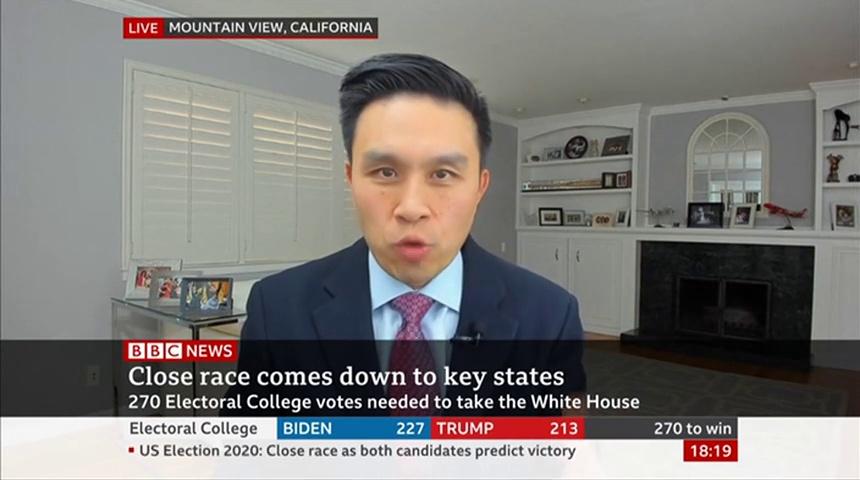 LIVE MOUNTAIN VIEW, CALIFORNIA
BBC NEWS
Close race comes down to key states
270 Electoral College votes needed to take the White House
Electoral College BIDEN 227 TRUMP 213 270 to win
US Election 2020: Close race as both candidates predict victory 18:19